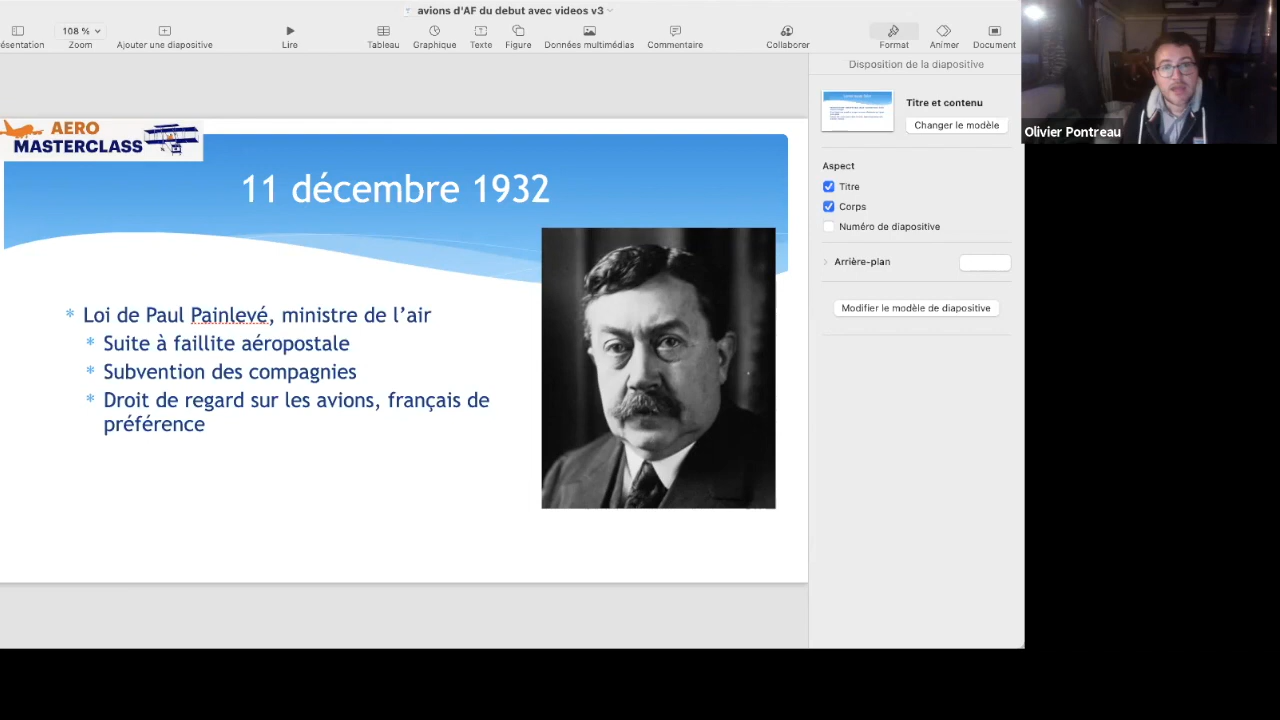 avions d'AF du debut avec videos v3
ésentation
108 %
Zoom
Ajouter une diapositive
Lire
Tableau
Graphique
Texte
Figure
Données multimédias
Commentaire
Collaborer
Format
Animer
Document
Disposition de la diapositive
Titre et contenu
Changer le modèle
Aspect
Titre
Corps
Numéro de diapositive
Arrière-plan
Modifier le modèle de diapositive
Olivier Pontreau
AERO
MASTERCLASS
11 décembre 1932
* Loi de Paul Painlevé, ministre de l’air
* Suite à faillite aéropostale
* Subvention des compagnies
* Droit de regard sur les avions, français de
préférence